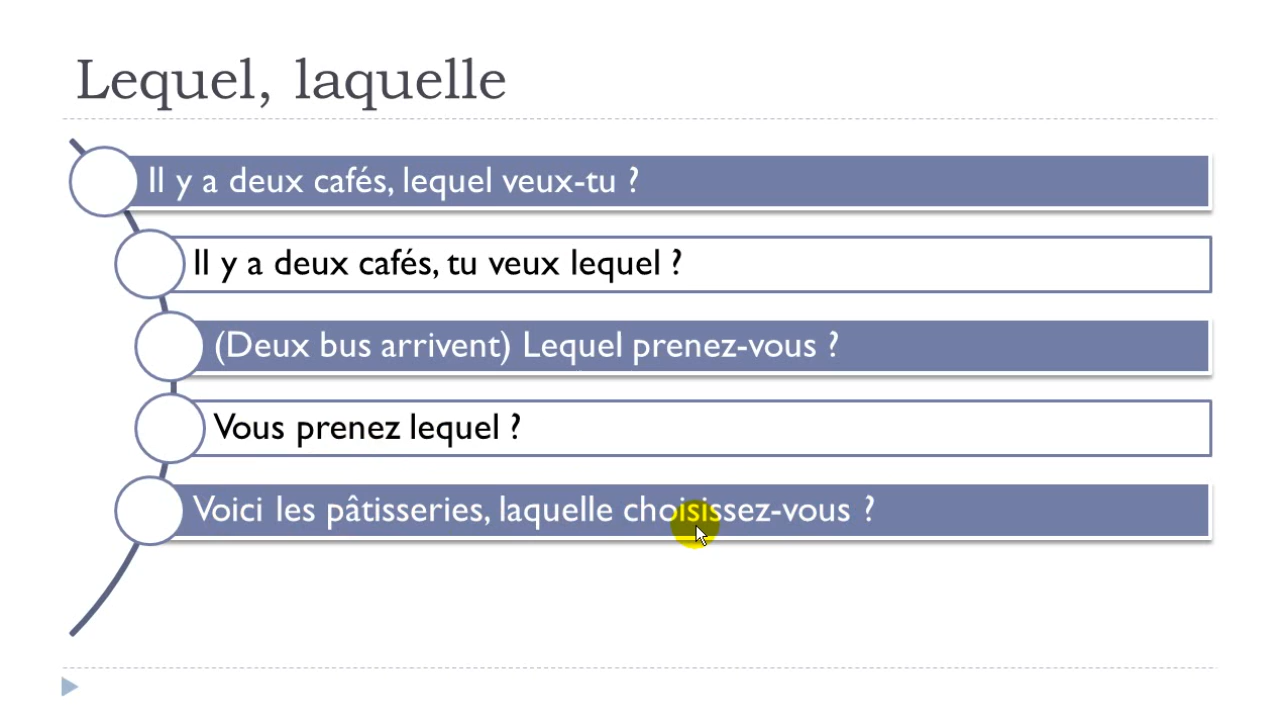 Lequel, laquelle
Il y a deux cafés, lequel veux-tu ?
Il y a deux cafés, tu veux lequel ?
(Deux bus arrivent) Lequel prenez-vous ?
Vous prenez lequel ?
Voici les pâtisseries, laquelle choisissez-vous ?